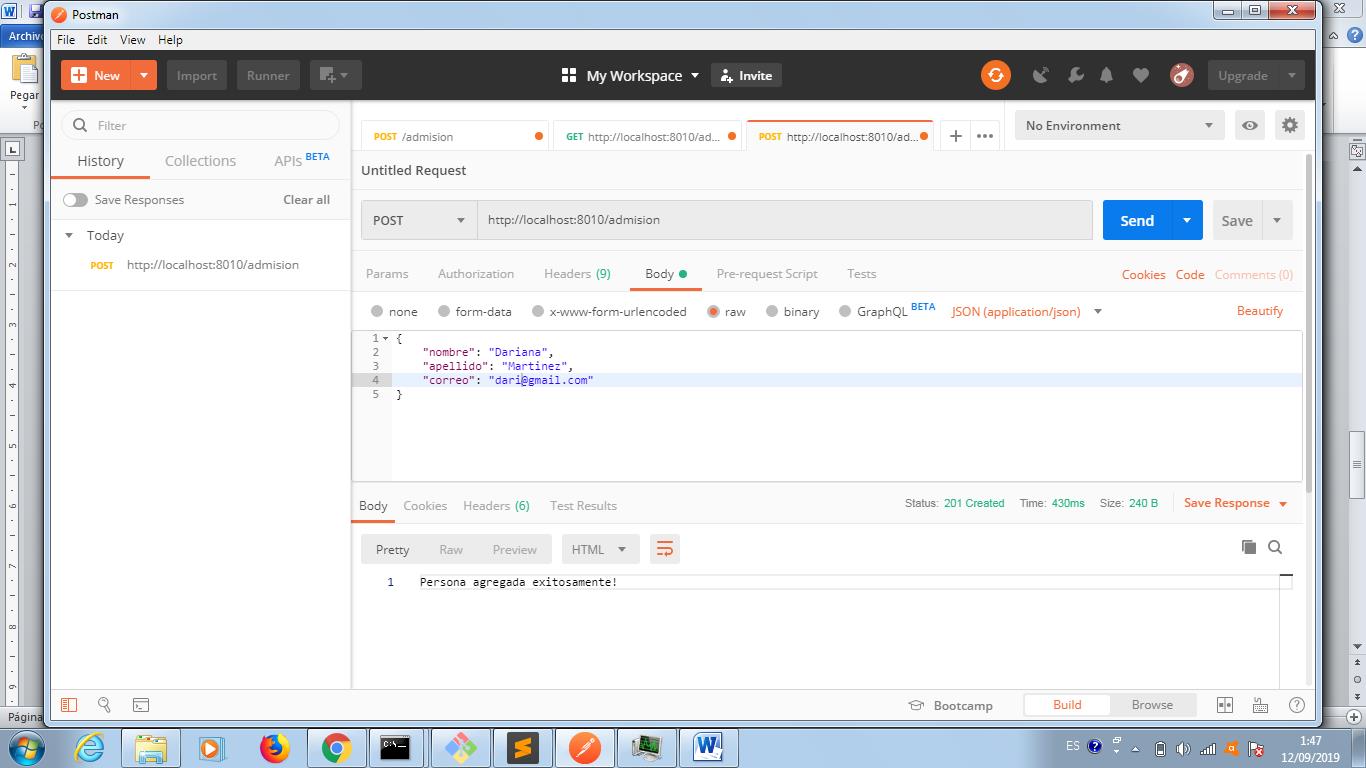 Postman
Archivo
File Edit View Help
New Import Runner My Workspace Invite Upgrade
Pegar
Filter
History Collections APIs BETA
Save Responses Clear all
Today
POST http://localhost:8010/admision
POST /admision GET http://localhost:8010/ad... POST http://localhost:8010/ad... No Environment
Untitled Request
POST http://localhost:8010/admision Send Save
Params Authorization Headers (9) Body Pre-request Script Tests Cookies Code Comments (0)
none form-data x-www-form-urlencoded raw binary GraphQL BETA JSON (application/json) Beautify
1 {
2 "nombre": "Dariana",
3 "apellido": "Martinez",
4 "correo": "dari@gmail.com"
5 }
Body Cookies Headers (6) Test Results Status: 201 Created Time: 430ms Size: 240 B Save Response
Pretty Raw Preview HTML
1 Persona agregada exitosamente!
Bootcamp Build Browse
Página
ES 1:47
12/09/2019